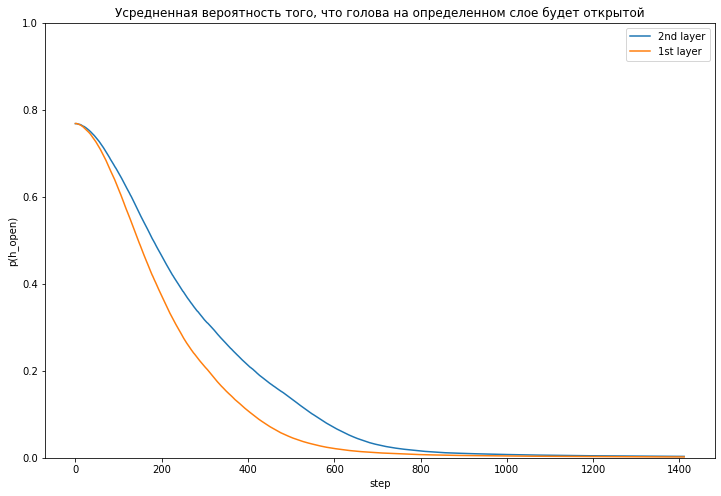 Усредненная вероятность того, что голова на определенном слое будет открытой
1.0
0.8
0.6
0.4
0.2
0.0
p(h_open)
2nd layer
1st layer
0 200 400 600 800 1000 1200 1400
step